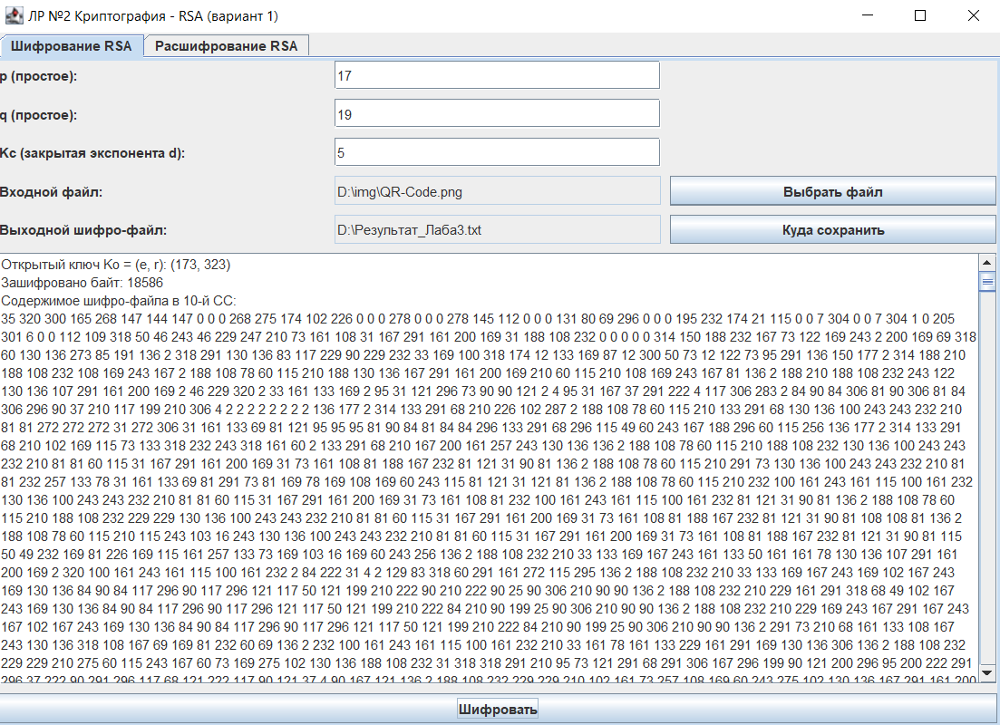 ЛР №2 Криптография - RSA (вариант 1)
Шифрование RSA
Расшифрование RSA
p (простое):
17
q (простое):
19
Kc (закрытая экспонента d):
5
Входной файл:
D:\img\QR-Code.png
Выбрать файл
Выходной шифро-файл:
D:\Результат_Лаба3.txt
Куда сохранить
Открытый ключ Ko = (e, r): (173, 323)
Зашифровано байт: 18586
Содержимое шифро-файла в 10-й СС:
35 320 300 165 268 147 144 147 0 0 0 268 275 174 102 226 0 0 0 278 0 0 0 278 145 112 0 0 0 131 80 69 296 0 0 0 195 232 174 21 115 0 0 7 304 0 0 7 304 1 0 205
301 6 0 0 112 109 318 50 46 243 46 229 247 210 73 161 108 31 167 291 161 200 169 31 188 108 232 0 0 0 0 0 314 150 188 232 167 73 122 169 243 2 200 169 69 318
60 130 136 273 85 191 136 2 318 291 130 136 83 117 229 90 229 232 33 169 100 318 174 12 133 169 87 12 300 50 73 12 122 73 95 291 136 150 177 2 314 188 210
188 108 232 108 169 243 167 2 188 108 78 60 115 210 188 130 136 167 291 161 200 169 210 60 115 210 108 169 243 167 81 136 2 188 210 188 108 232 243 122
130 136 107 291 161 200 169 2 46 229 320 2 33 161 133 169 2 95 31 121 296 73 90 90 121 2 4 95 31 167 37 291 222 4 117 306 283 2 84 90 84 306 81 90 306 81 84
306 296 90 37 210 117 199 210 306 4 2 2 2 2 2 2 2 2 136 177 2 314 133 291 68 210 226 102 287 2 188 108 78 60 115 210 133 291 68 130 136 100 243 243 232 210
81 81 272 272 272 31 272 306 31 161 133 69 81 121 95 95 95 81 90 84 81 84 84 296 133 291 68 296 115 49 60 243 167 188 296 60 115 256 136 177 2 314 133 291
68 210 102 169 115 73 133 318 232 243 318 161 60 2 133 291 68 210 167 200 161 257 243 130 136 136 2 188 108 78 60 115 210 188 108 232 130 136 100 243 243
232 210 81 81 60 115 31 167 291 161 200 169 31 73 161 108 81 188 167 232 81 121 31 90 81 136 2 188 108 78 60 115 210 291 73 130 136 100 243 243 232 210 81
81 232 257 133 78 31 161 133 69 81 291 73 81 169 78 169 108 169 60 243 115 81 121 31 121 81 136 2 188 108 78 60 115 210 232 100 161 243 161 115 100 161 232
130 136 100 243 243 232 210 81 81 60 115 31 167 291 161 200 169 31 73 161 108 81 232 100 161 243 161 115 100 161 232 81 121 31 90 81 136 2 188 108 78 60
115 210 188 108 232 229 229 130 136 100 243 243 232 210 81 81 60 115 31 167 291 161 200 169 31 73 161 108 81 188 167 232 81 121 31 90 81 108 108 81 136 2
188 108 78 60 115 210 115 243 103 16 243 130 136 100 243 243 232 210 81 81 60 115 31 167 291 161 200 169 31 73 161 108 81 188 167 232 81 121 31 90 81 115
50 49 232 169 81 226 169 115 161 257 133 73 169 103 16 169 60 243 256 136 2 188 108 232 210 33 133 169 167 243 161 133 50 161 161 78 130 136 107 291 161
200 169 2 320 100 161 243 161 115 100 161 232 2 84 222 31 4 2 129 83 318 60 291 161 272 115 295 136 2 188 108 232 210 33 133 169 167 243 169 102 167 243
169 130 136 84 90 84 117 296 90 117 296 121 117 50 121 199 210 222 90 210 222 90 25 90 306 210 90 90 136 2 188 108 232 210 229 161 291 318 68 49 102 167
243 169 130 136 84 90 84 117 296 90 117 296 121 117 50 121 199 210 222 84 210 90 199 25 90 306 210 90 90 136 2 188 108 232 210 229 169 243 167 291 167 243
167 102 167 243 169 130 136 84 90 84 117 296 90 117 296 121 117 50 121 199 210 222 84 210 90 199 25 90 306 210 90 90 136 2 291 73 210 68 161 133 108 167
243 130 136 318 108 167 69 169 81 232 60 69 136 2 232 100 161 243 161 115 100 161 232 210 33 161 78 161 133 229 161 291 169 130 136 306 136 2 188 108 232
229 229 210 275 60 115 243 167 60 73 169 275 102 130 136 188 108 232 31 318 318 291 210 95 73 121 291 68 291 306 167 296 199 90 121 200 296 95 200 222 291
Шифровать